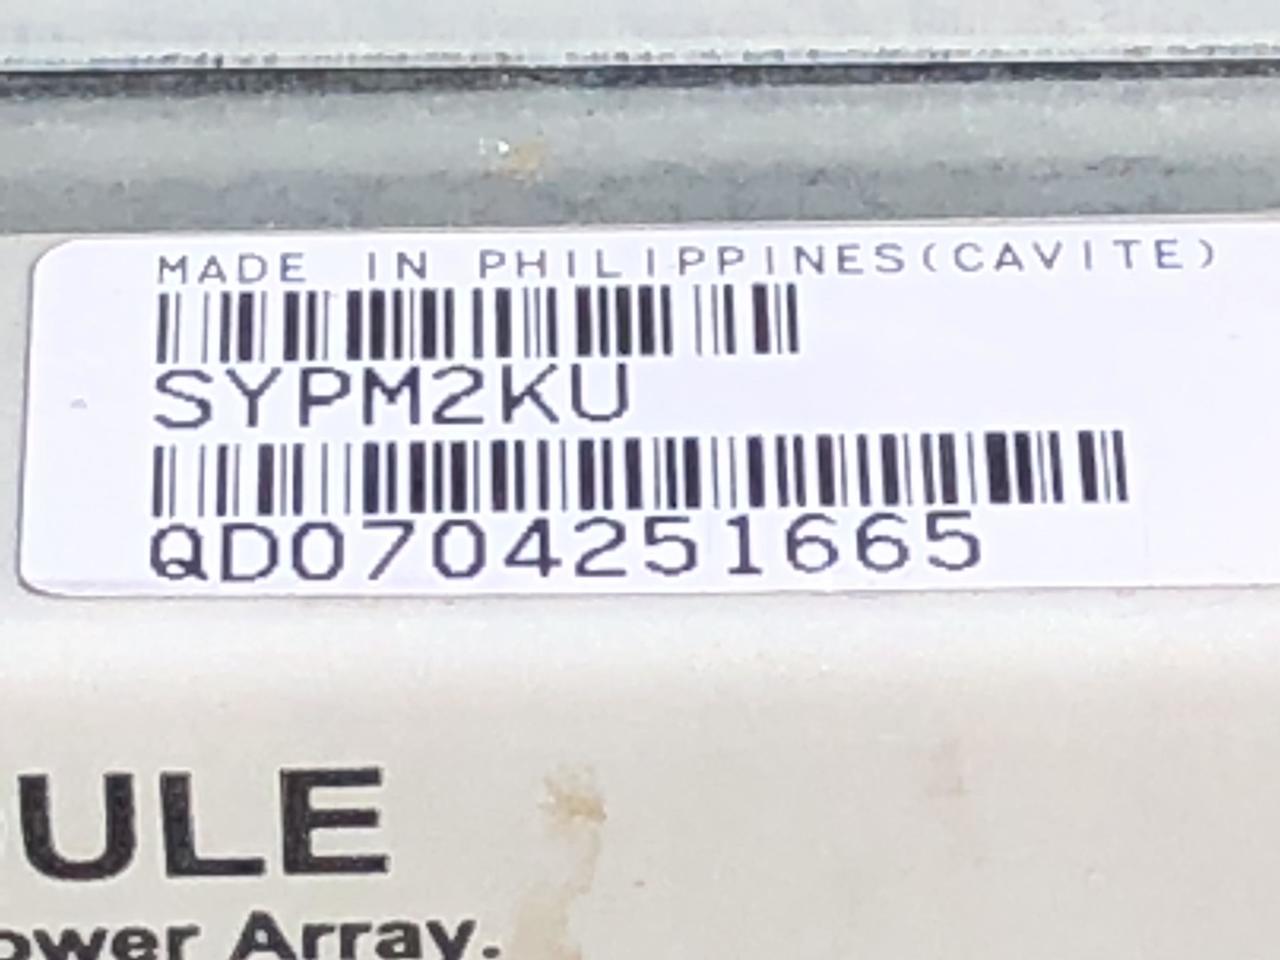 MADE IN PHILIPPINES(CAVITE)
SYPM2KU
QD0704251665
ULE
ower Array.